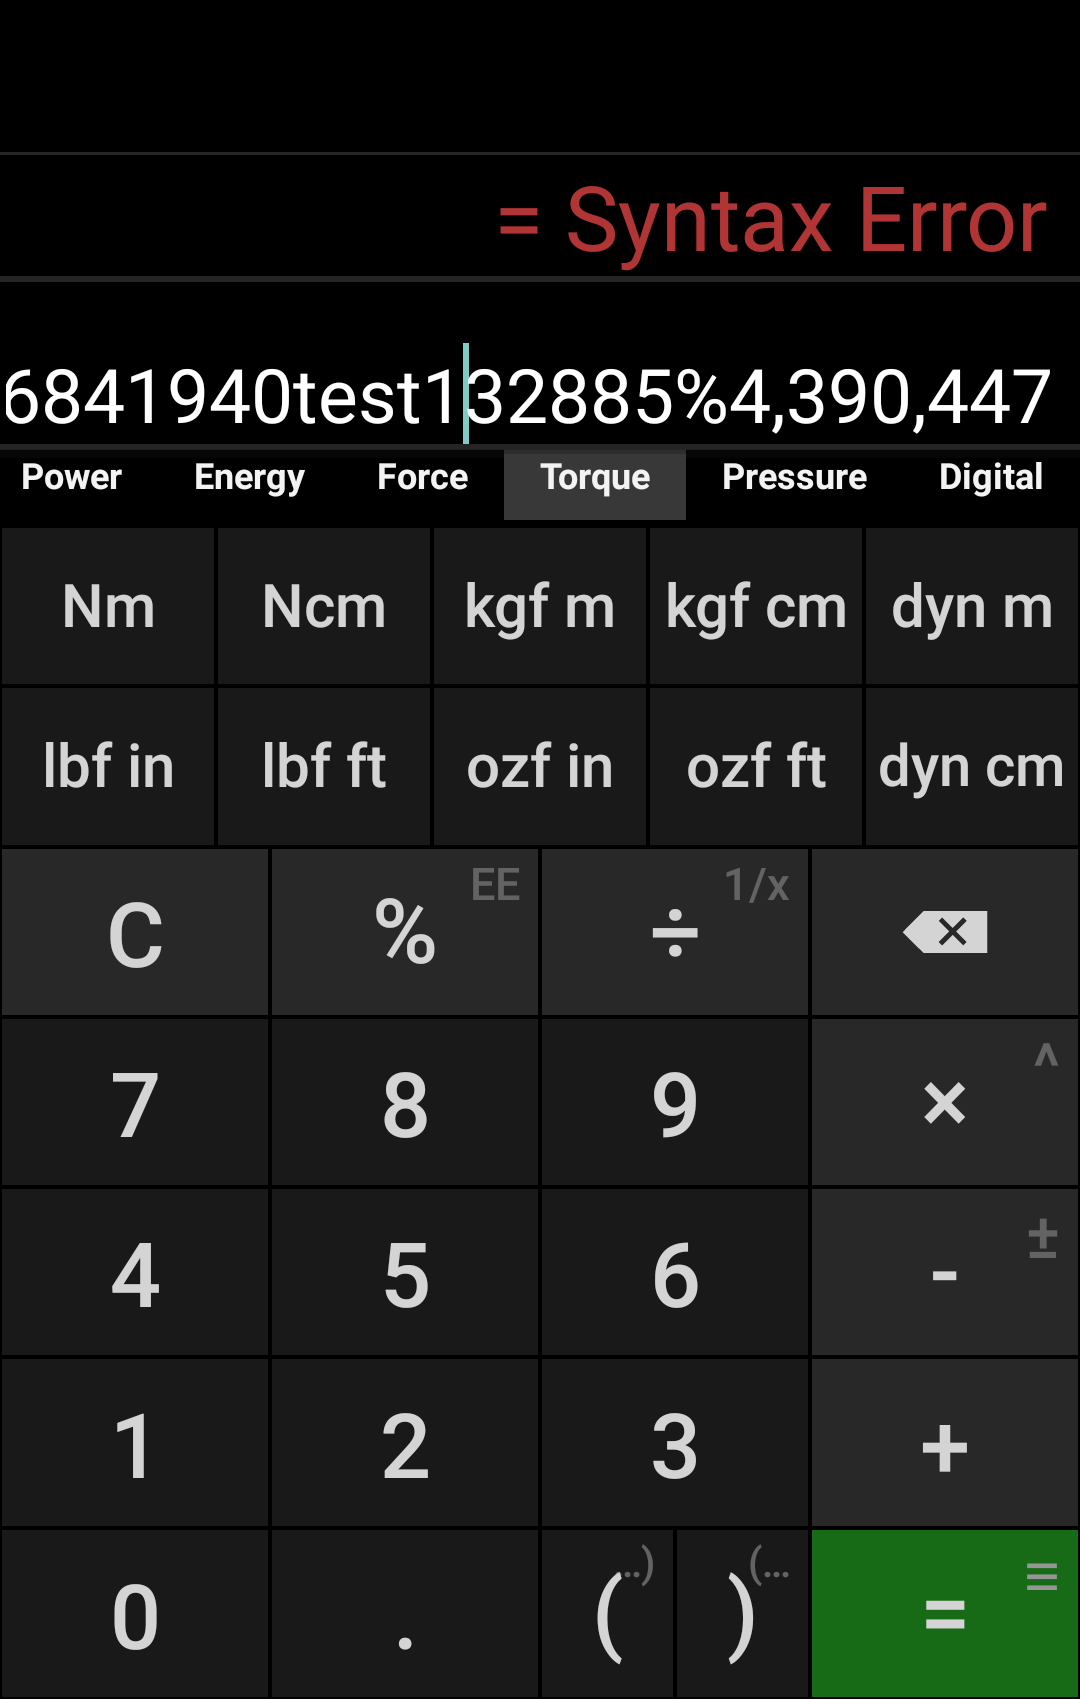 = Syntax Error
6841940test132885%4,390,447
Power Energy Force Torque Pressure Digital
Nm Ncm kgf m kgf cm dyn m
lbf in lbf ft ozf in ozf ft dyn cm
C % EE ÷ 1/x
7 8 9 × ^
4 5 6 - ±
1 2 3 +
0 . ( ..) ) (... =